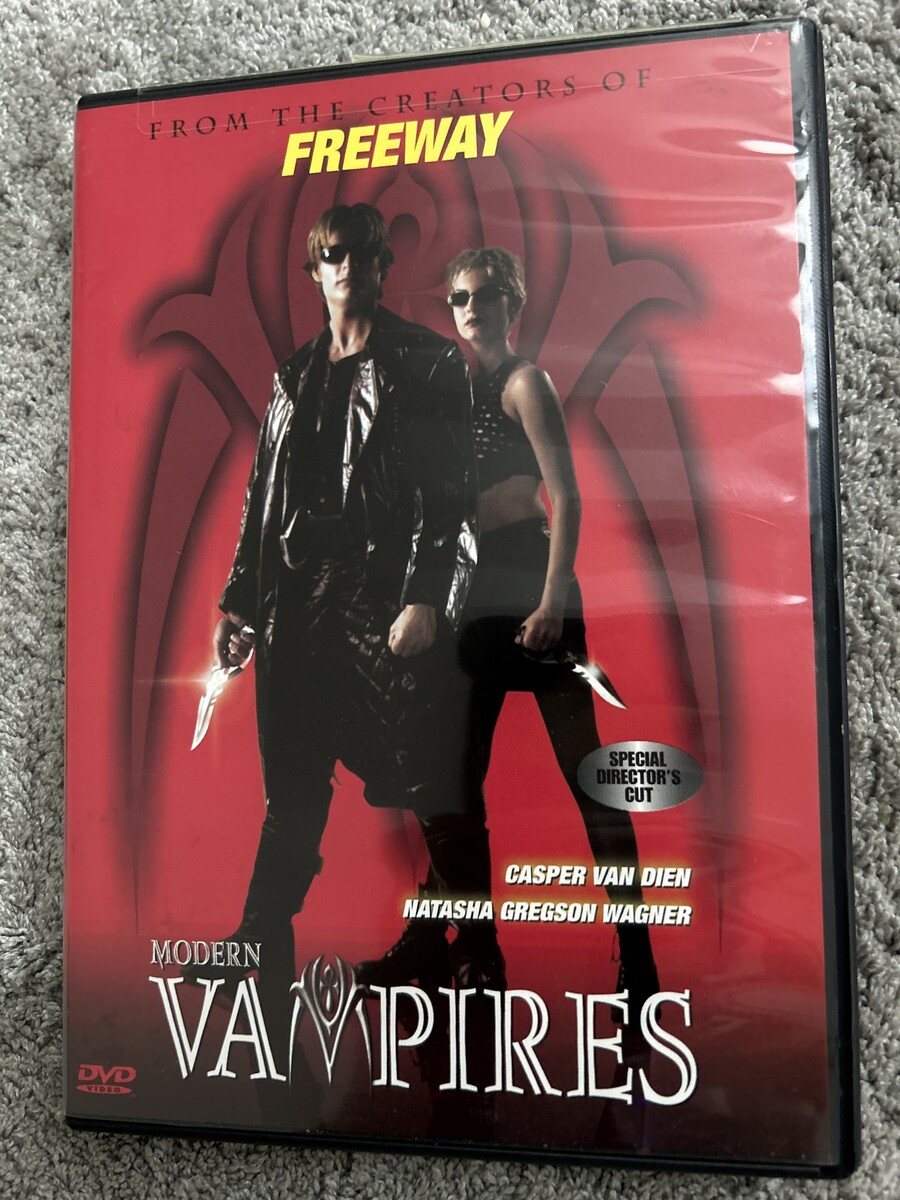 FROM THE CREATORS OF
FREEWAY
SPECIAL
DIRECTOR'S
CUT
CASPER VAN DIEN
NATASHA GREGSON WAGNER
MODERN
VAMPIRES
DVD
VIDEO